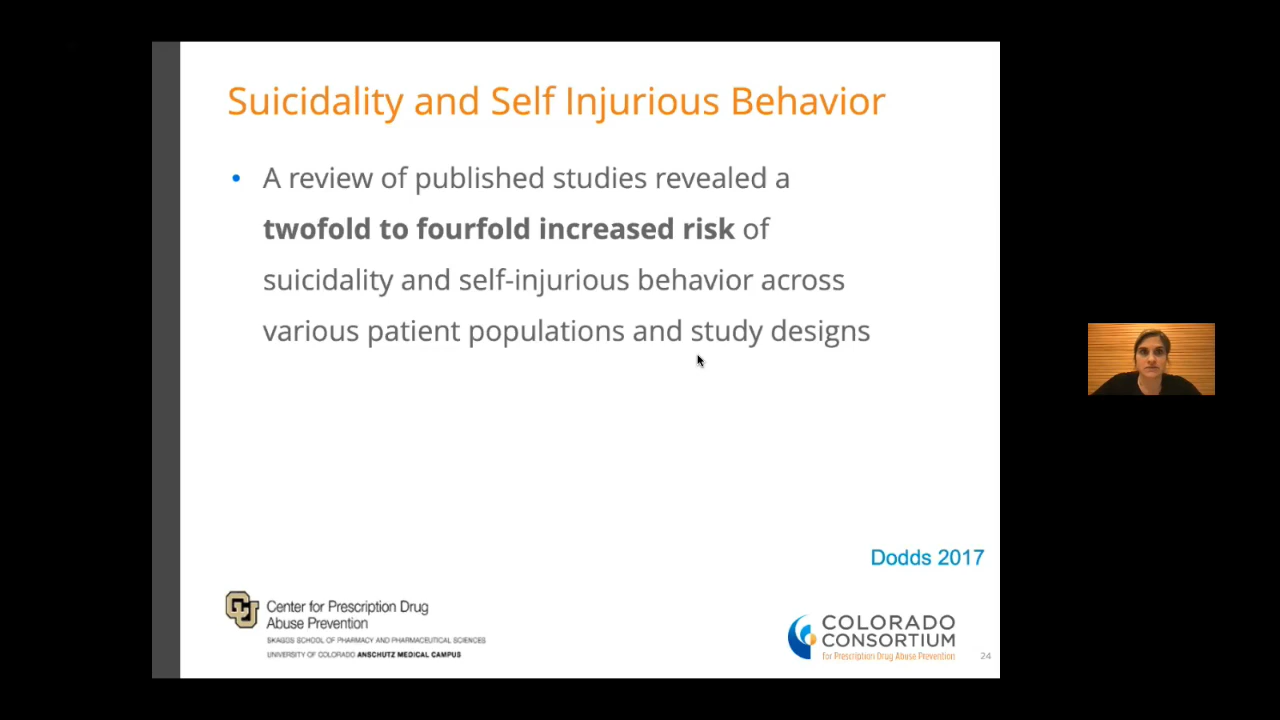 Suicidality and Self Injurious Behavior
• A review of published studies revealed a
twofold to fourfold increased risk of
suicidality and self-injurious behavior across
various patient populations and study designs
Dodds 2017
CU
Center for Prescription Drug
Abuse Prevention
SKAGGS SCHOOL OF PHARMACY AND PHARMACEUTICAL SCIENCES
UNIVERSITY OF COLORADO ANSCHUTZ MEDICAL CAMPUS
COLORADO
CONSORTIUM
for Prescription Drug Abuse Prevention
24